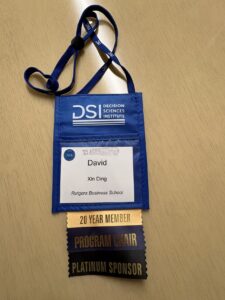 DSI DECISION
SCIENCES
INSTITUTE
David
Xin Ding
Rutgers Business School
20 YEAR MEMBER
PROGRAM CHAIR
PLATINUM SPONSOR